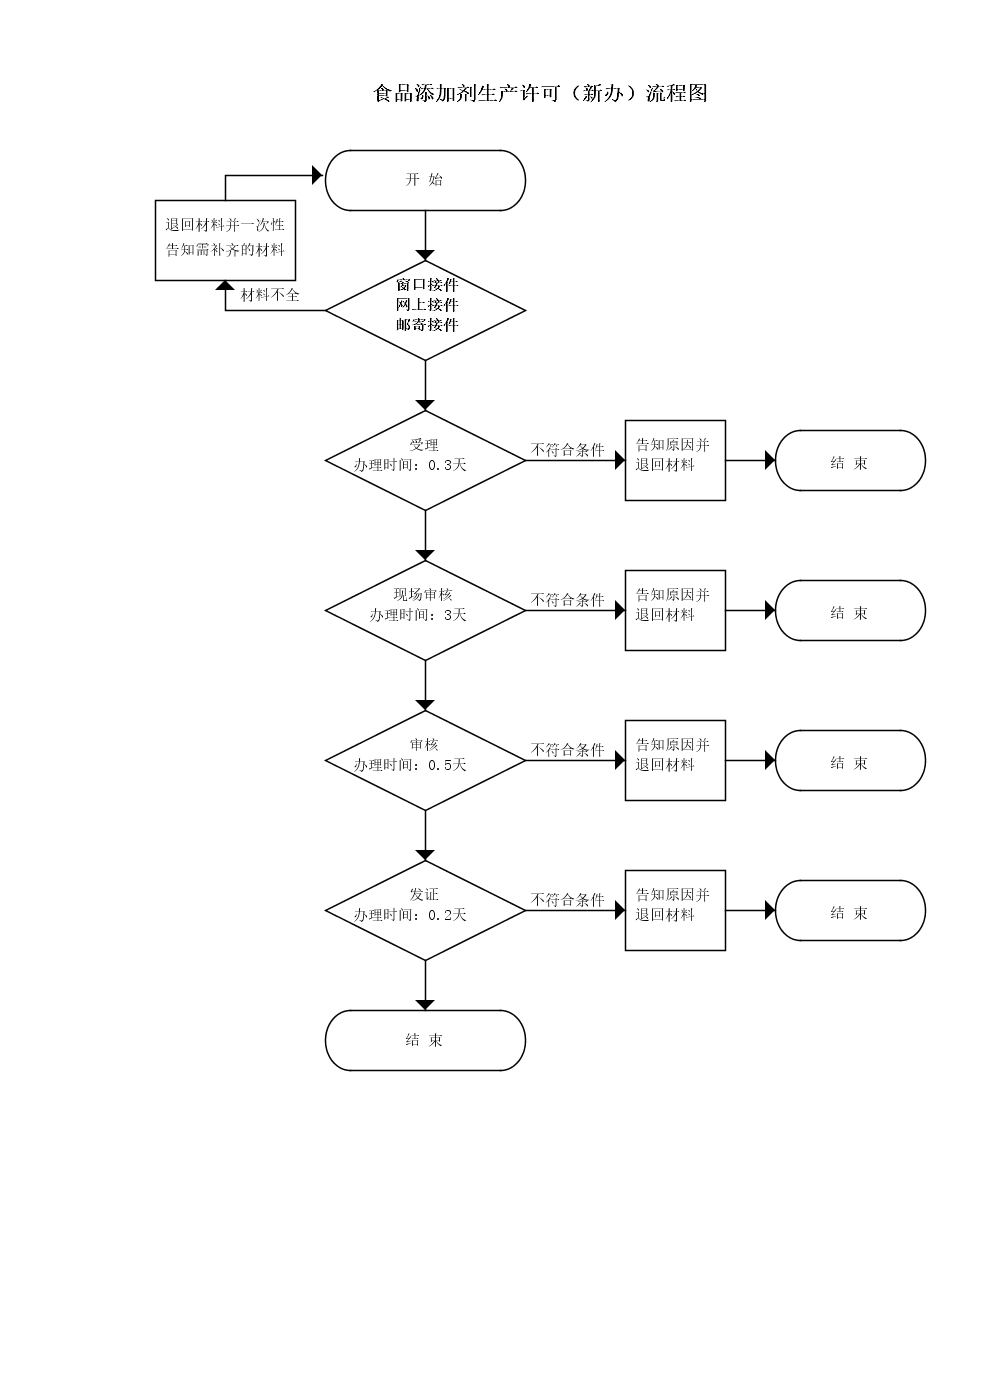 食品添加剂生产许可（新办）流程图
开 始
退回材料并一次性
告知需补齐的材料
材料不全
窗口接件
网上接件
邮寄接件
受理
办理时间：0.3天
不符合条件
告知原因并
退回材料
结 束
现场审核
办理时间：3天
不符合条件
告知原因并
退回材料
结 束
审核
办理时间：0.5天
不符合条件
告知原因并
退回材料
结 束
发证
办理时间：0.2天
不符合条件
告知原因并
退回材料
结 束
结 束